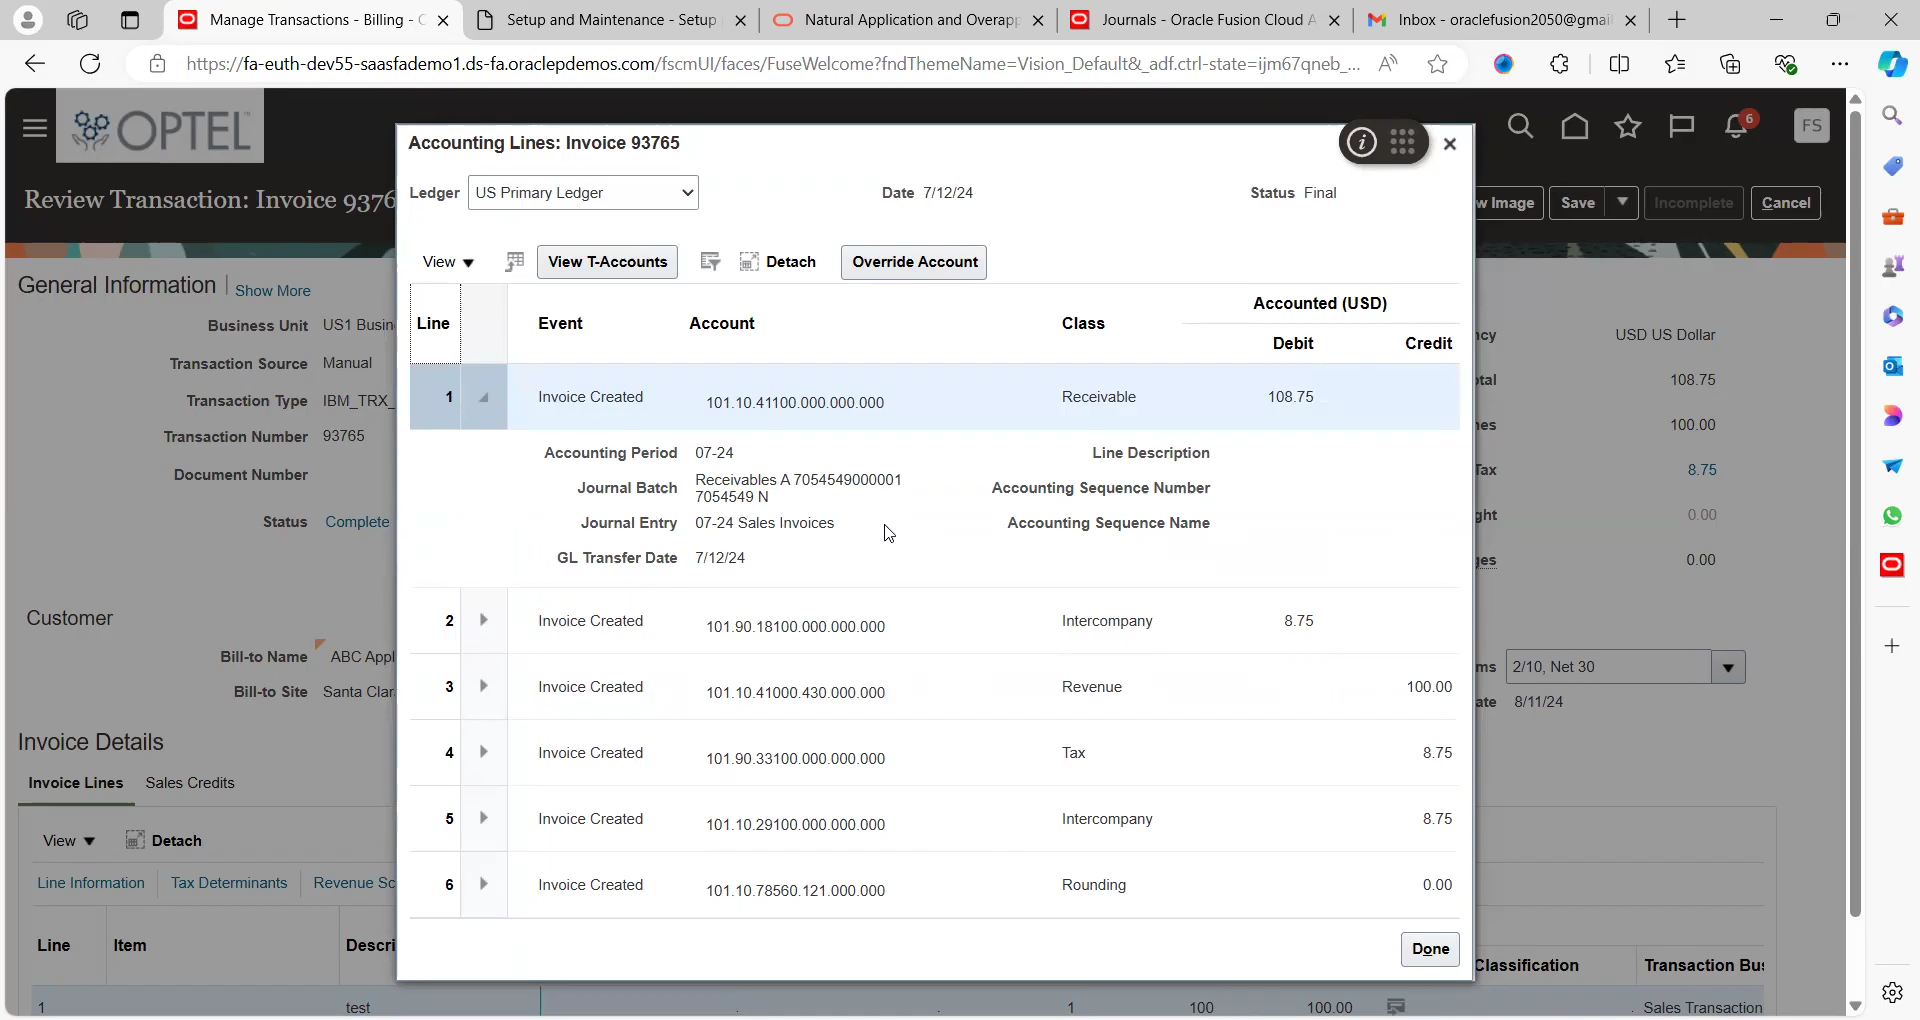 Manage Transactions - Billing - 
Setup and Maintenance - Setup
Natural Application and Overapp
Journals - Oracle Fusion Cloud A
Inbox - oraclefusion2050@gmai
https://fa-euth-dev55-saasfademo1.ds-fa.oraclepdemos.com/fscmUI/faces/FuseWelcome?fndThemeName=Vision_Default&_adf.ctrl-state=ijm67qneb_...
OPTEL
6
FS
Review Transaction: Invoice 9376
w Image
Save
Incomplete
Cancel
Accounting Lines: Invoice 93765
Ledger US Primary Ledger
Date 7/12/24
Status Final
View
View T-Accounts
Detach
Override Account
Line
Event
Account
Class
Accounted (USD)
Debit
Credit
1 Invoice Created 101.10.41100.000.000.000 Receivable 108.75
Accounting Period 07-24
Line Description
Journal Batch Receivables A 7054549000001
7054549 N
Accounting Sequence Number
Journal Entry 07-24 Sales Invoices
Accounting Sequence Name
GL Transfer Date 7/12/24
2 Invoice Created 101.90.18100.000.000.000 Intercompany 8.75
3 Invoice Created 101.10.41000.430.000.000 Revenue 100.00
4 Invoice Created 101.90.33100.000.000.000 Tax 8.75
5 Invoice Created 101.10.29100.000.000.000 Intercompany 8.75
6 Invoice Created 101.10.78560.121.000.000 Rounding 0.00
Done
General Information
Show More
Business Unit US1 Busin
Transaction Source Manual
Transaction Type IBM_TRX_
Transaction Number 93765
Document Number
Status Complete
cy USD US Dollar
tal 108.75
nes 100.00
Tax 8.75
ght 0.00
ges 0.00
Customer
Bill-to Name ABC Appl
Bill-to Site Santa Clar
ms 2/10, Net 30
ate 8/11/24
Invoice Details
Invoice Lines
Sales Credits
View
Detach
Line Information
Tax Determinants
Revenue Sc
Line
Item
Descri
Classification
Transaction Bus
1 test 1 100 100.00 Sales Transaction